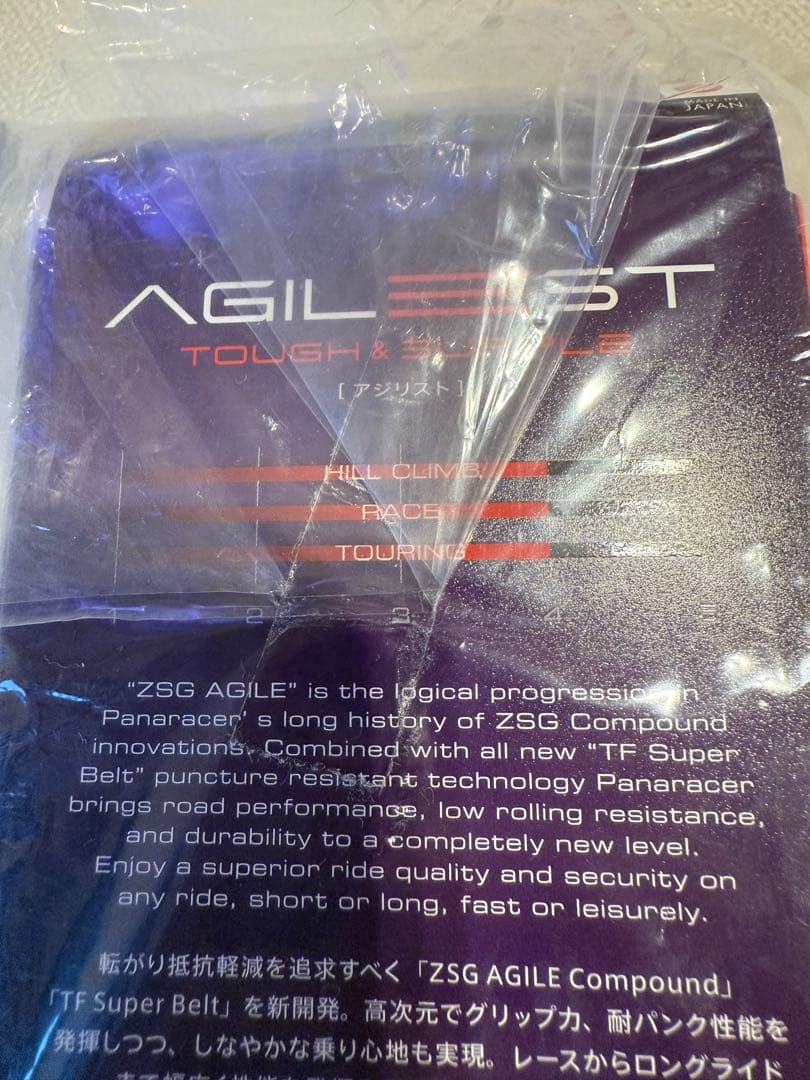 MADE IN
JAPAN
AGILEST
TOUGH & SUPPLE
[ アジリスト ]
HILL CLIMB
RACE
TOURING
1 2 3 4 5
“ZSG AGILE” is the logical progression in
Panaracer' s long history of ZSG Compound
innovations. Combined with all new “TF Super
Belt” puncture resistant technology Panaracer
brings road performance, low rolling resistance,
and durability to a completely new level.
Enjoy a superior ride quality and security on
any ride, short or long, fast or leisurely.
転がり抵抗軽減を追求すべく「ZSG AGILE Compound」
「TF Super Belt」を新開発。高次元でグリップ力、耐パンク性能を
発揮しつつ、しなやかな乗り心地も実現。レースからロングライド